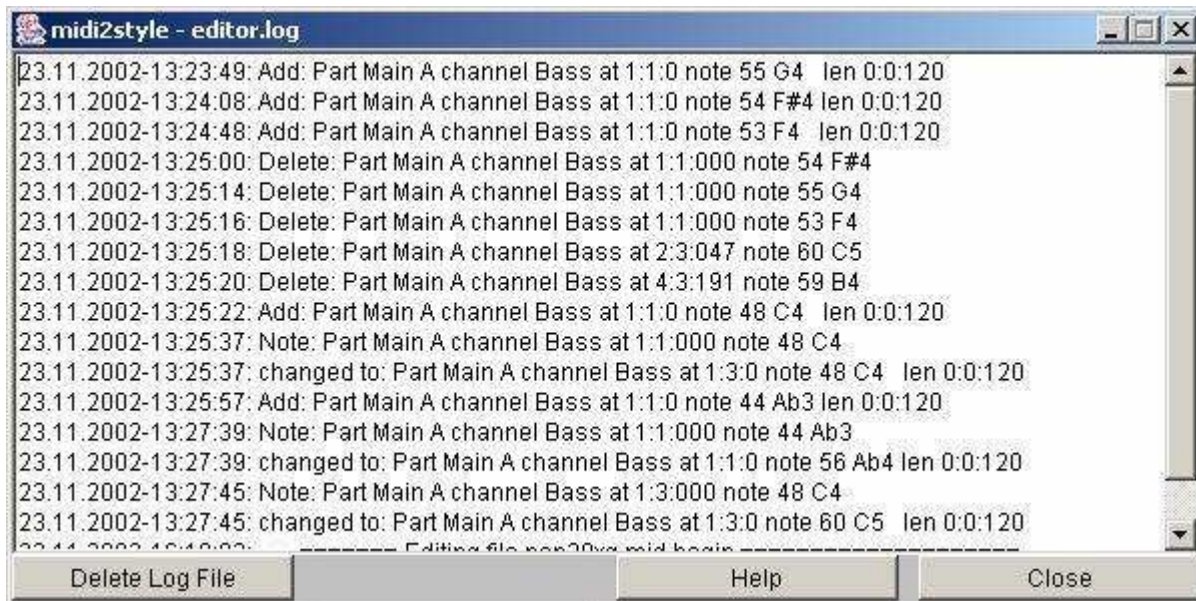 midi2style - editor.log
23.11.2002-13:23:49: Add: Part Main A channel Bass at 1:1:0 note 55 G4 len 0:0:120
23.11.2002-13:24:08: Add: Part Main A channel Bass at 1:1:0 note 54 F#4 len 0:0:120
23.11.2002-13:24:48: Add: Part Main A channel Bass at 1:1:0 note 53 F4 len 0:0:120
23.11.2002-13:25:00: Delete: Part Main A channel Bass at 1:1:000 note 54 F#4
23.11.2002-13:25:14: Delete: Part Main A channel Bass at 1:1:000 note 55 G4
23.11.2002-13:25:16: Delete: Part Main A channel Bass at 1:1:000 note 53 F4
23.11.2002-13:25:18: Delete: Part Main A channel Bass at 2:3:047 note 60 C5
23.11.2002-13:25:20: Delete: Part Main A channel Bass at 4:3:191 note 59 B4
23.11.2002-13:25:22: Add: Part Main A channel Bass at 1:1:0 note 48 C4 len 0:0:120
23.11.2002-13:25:37: Note: Part Main A channel Bass at 1:1:000 note 48 C4
23.11.2002-13:25:37: changed to: Part Main A channel Bass at 1:3:0 note 48 C4 len 0:0:120
23.11.2002-13:25:57: Add: Part Main A channel Bass at 1:1:0 note 44 Ab3 len 0:0:120
23.11.2002-13:27:39: Note: Part Main A channel Bass at 1:1:000 note 44 Ab3
23.11.2002-13:27:39: changed to: Part Main A channel Bass at 1:1:0 note 56 Ab4 len 0:0:120
23.11.2002-13:27:45: Note: Part Main A channel Bass at 1:3:000 note 48 C4
23.11.2002-13:27:45: changed to: Part Main A channel Bass at 1:3:0 note 60 C5 len 0:0:120
Editing file begin
Delete Log File Help Close